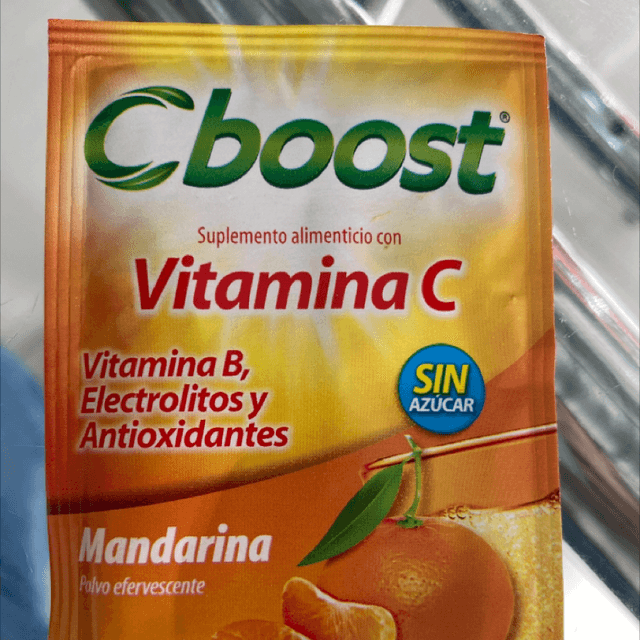 Cboost®
Suplemento alimenticio con
Vitamina C
Vitamina B,
Electrolitos y
Antioxidantes
SIN
AZÚCAR
Mandarina
Polvo efervescente